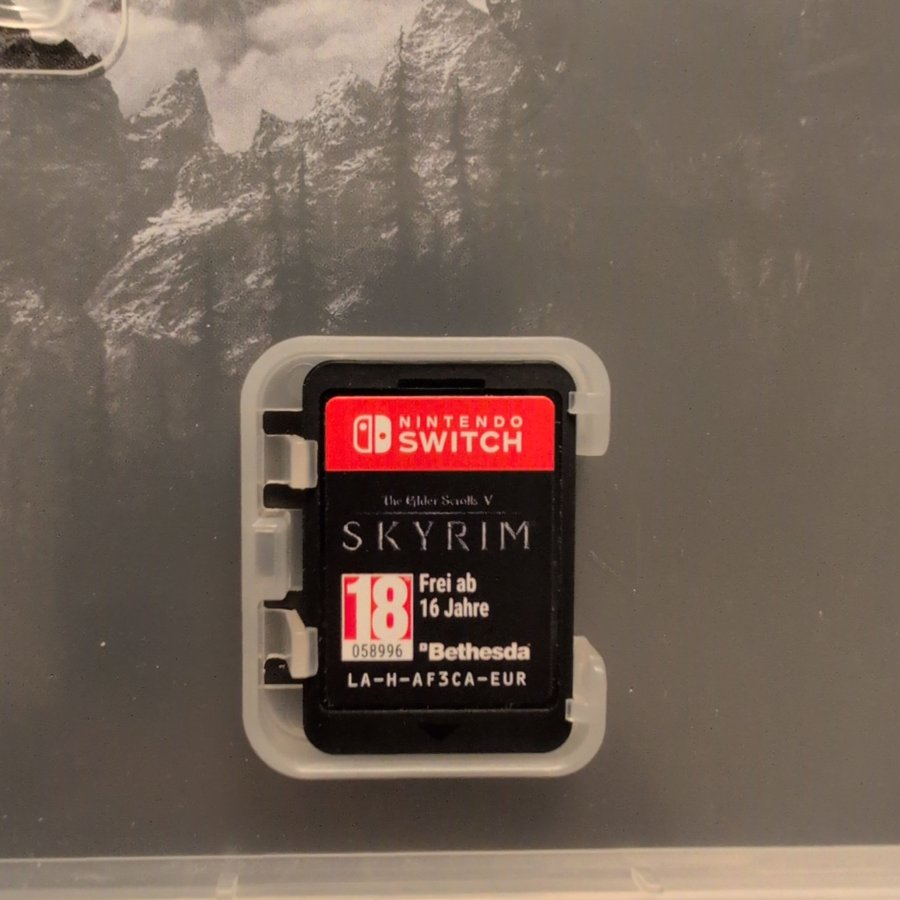 NINTENDO
SWITCH
The Elder Scrolls V
SKYRIM
18
Frei ab
16 Jahre
058996
Bethesda
LA-H-AF3CA-EUR